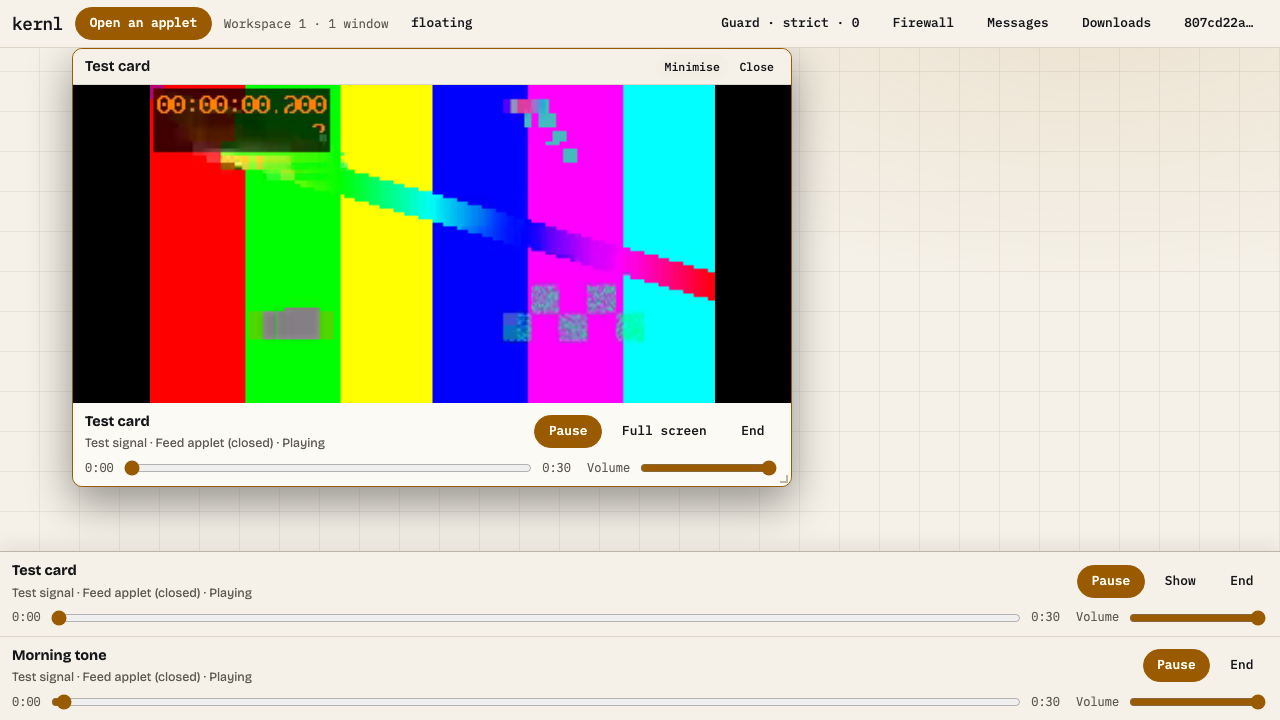 kernl Open an applet Workspace 1 · 1 window floating Guard · strict · 0 Firewall Messages Downloads 807cd22a…
Test card Minimise Close
00:00:00.200
2
Test card
Test signal · Feed applet (closed) · Playing
Pause Full screen End
0:00 0:30 Volume
Test card
Test signal · Feed applet (closed) · Playing
Pause Show End
0:00 0:30 Volume
Morning tone
Test signal · Feed applet (closed) · Playing
Pause End
0:00 0:30 Volume